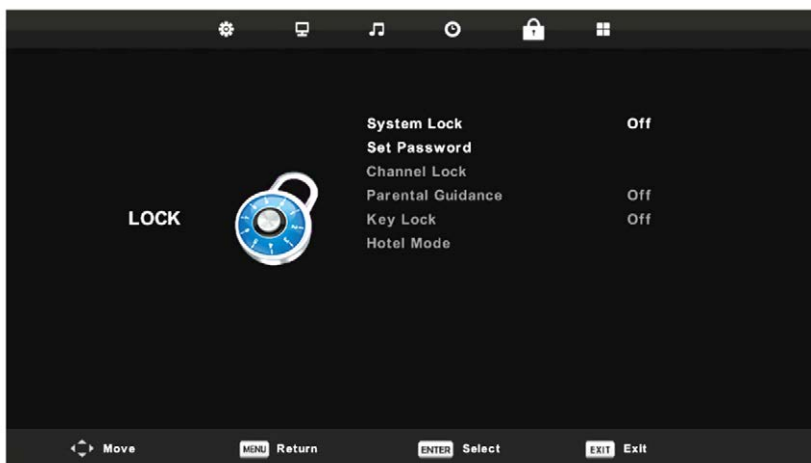 System Lock Off
Set Password
Channel Lock
Parental Guidance Off
LOCK
Key Lock Off
Hotel Mode
Move MENU Return ENTER Select EXIT Exit